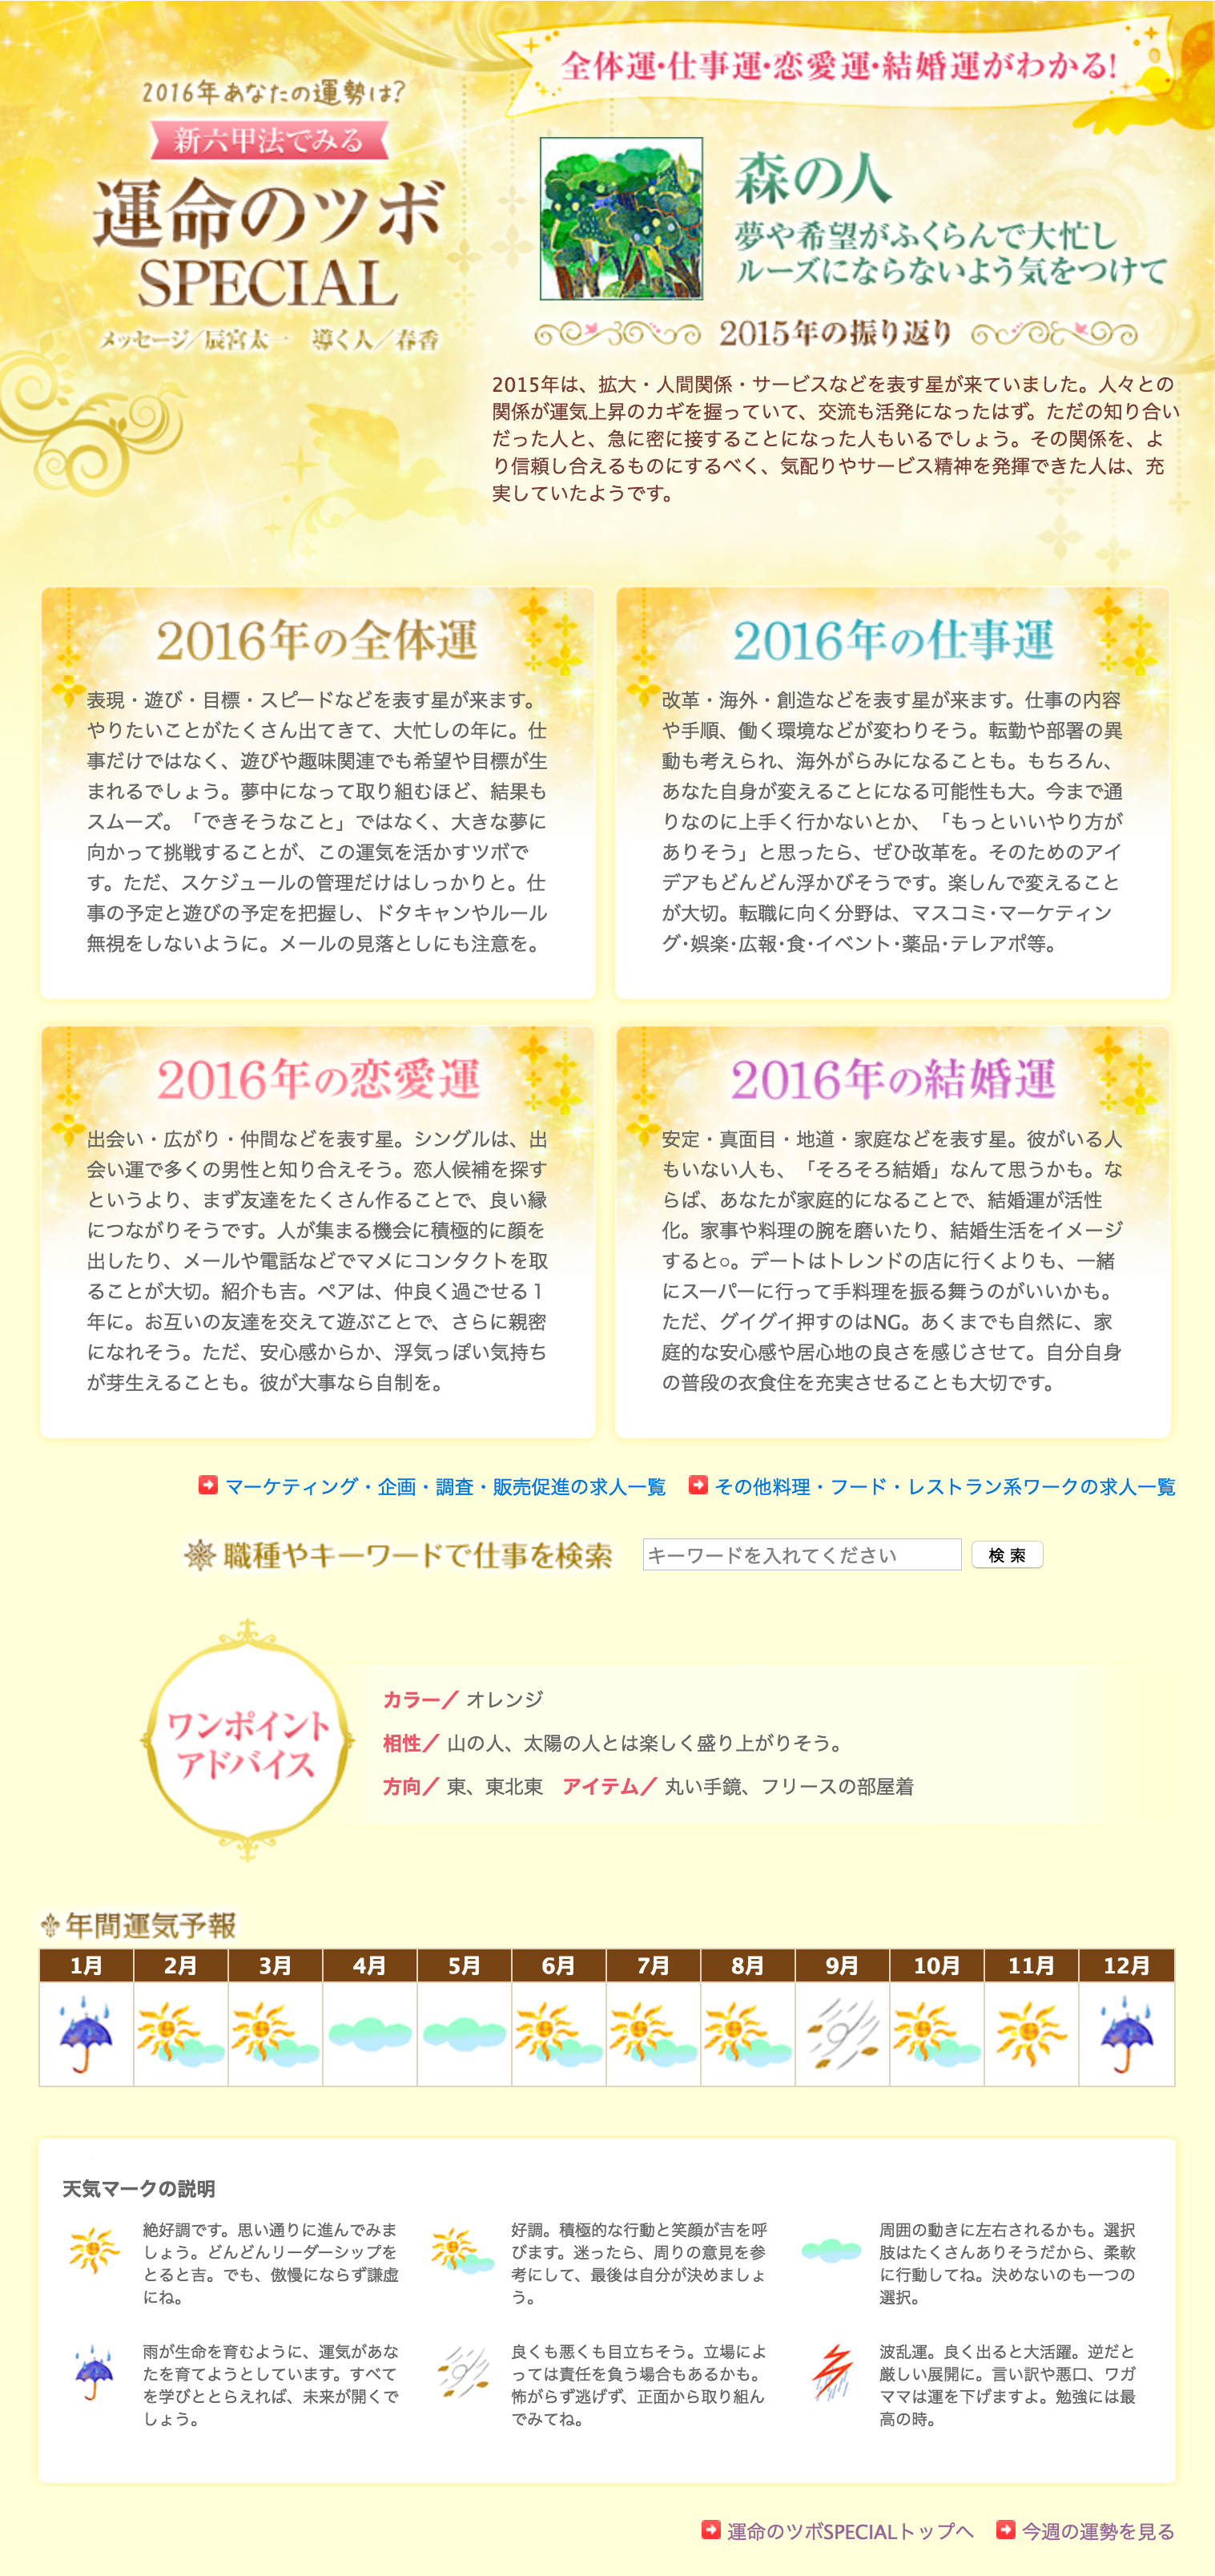 全体運・仕事運・恋愛運・結婚運がわかる!
2016年あなたの運勢は?
新六甲法でみる
運命のツボ
SPECIAL
メッセージ／辰宮太一　導く人／春香
森の人
夢や希望がふくらんで大忙し
ルーズにならないよう気をつけて
2015年の振り返り
2015年は、拡大・人間関係・サービスなどを表す星が来ていました。人々との
関係が運気上昇のカギを握っていて、交流も活発になったはず。ただの知り合い
だった人と、急に密に接することになった人もいるでしょう。その関係を、よ
り信頼し合えるものにするべく、気配りやサービス精神を発揮できた人は、充
実していたようです。
2016年の全体運
表現・遊び・目標・スピードなどを表す星が来ます。
やりたいことがたくさん出てきて、大忙しの年に。仕
事だけではなく、遊びや趣味関連でも希望や目標が生
まれるでしょう。夢中になって取り組むほど、結果も
スムーズ。「できそうなこと」ではなく、大きな夢に
向かって挑戦することが、この運気を活かすツボで
す。ただ、スケジュールの管理だけはしっかりと。仕
事の予定と遊びの予定を把握し、ドタキャンやルール
無視をしないように。メールの見落としにも注意を。
2016年の仕事運
改革・海外・創造などを表す星が来ます。仕事の内容
や手順、働く環境などが変わりそう。転勤や部署の異
動も考えられ、海外がらみになることも。もちろん、
あなた自身が変えることになる可能性も大。今まで通
りなのに上手く行かないとか、「もっといいやり方が
ありそう」と思ったら、ぜひ改革を。そのためのアイ
デアもどんどん浮かびそうです。楽しんで変えること
が大切。転職に向く分野は、マスコミ･マーケティン
グ･娯楽･広報･食･イベント･薬品･テレアポ等。
2016年の恋愛運
出会い・広がり・仲間などを表す星。シングルは、出
会い運で多くの男性と知り合えそう。恋人候補を探す
というより、まず友達をたくさん作ることで、良い縁
につながりそうです。人が集まる機会に積極的に顔を
出したり、メールや電話などでマメにコンタクトを取
ることが大切。紹介も吉。ペアは、仲良く過ごせる１
年に。お互いの友達を交えて遊ぶことで、さらに親密
になれそう。ただ、安心感からか、浮気っぽい気持ち
が芽生えることも。彼が大事なら自制を。
2016年の結婚運
安定・真面目・地道・家庭などを表す星。彼がいる人
もいない人も、「そろそろ結婚」なんて思うかも。な
らば、あなたが家庭的になることで、結婚運が活性
化。家事や料理の腕を磨いたり、結婚生活をイメージ
すると○。デートはトレンドの店に行くよりも、一緒
にスーパーに行って手料理を振る舞うのがいいかも。
ただ、グイグイ押すのはNG。あくまでも自然に、家
庭的な安心感や居心地の良さを感じさせて。自分自身
の普段の衣食住を充実させることも大切です。
マーケティング・企画・調査・販売促進の求人一覧　その他料理・フード・レストラン系ワークの求人一覧
職種やキーワードで仕事を検索　キーワードを入れてください　検 索
ワンポイント
アドバイス
カラー／ オレンジ
相性／ 山の人、太陽の人とは楽しく盛り上がりそう。
方向／ 東、東北東　アイテム／ 丸い手鏡、フリースの部屋着
年間運気予報
1月 2月 3月 4月 5月 6月 7月 8月 9月 10月 11月 12月
天気マークの説明
絶好調です。思い通りに進んでみま
しょう。どんどんリーダーシップを
とると吉。でも、傲慢にならず謙虚
にね。
好調。積極的な行動と笑顔が吉を呼
びます。迷ったら、周りの意見を参
考にして、最後は自分が決めましょ
う。
周囲の動きに左右されるかも。選択
肢はたくさんありそうだから、柔軟
に行動してね。決めないのも一つの
選択。
雨が生命を育むように、運気があな
たを育てようとしています。すべて
を学びととらえれば、未来が開くで
しょう。
良くも悪くも目立ちそう。立場によ
っては責任を負う場合もあるかも。
怖がらず逃げず、正面から取り組ん
でみてね。
波乱運。良く出ると大活躍。逆だと
厳しい展開に。言い訳や悪口、ワガ
ママは運を下げますよ。勉強には最
高の時。
運命のツボSPECIALトップへ　今週の運勢を見る